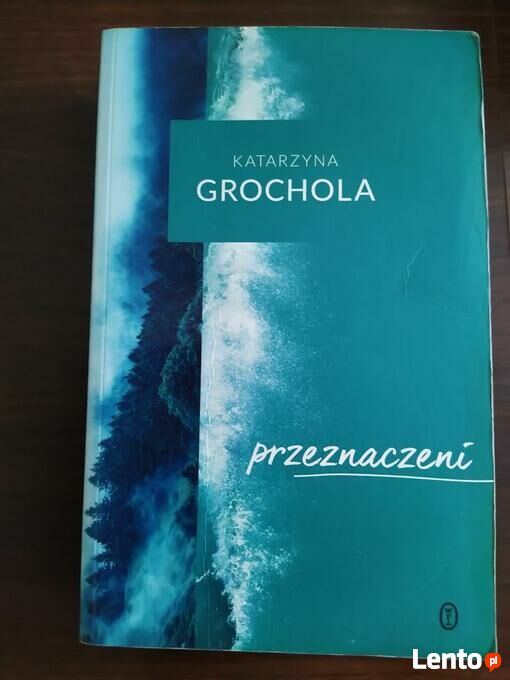 KATARZYNA
GROCHOLA
przeznaczeni
Lento.pl